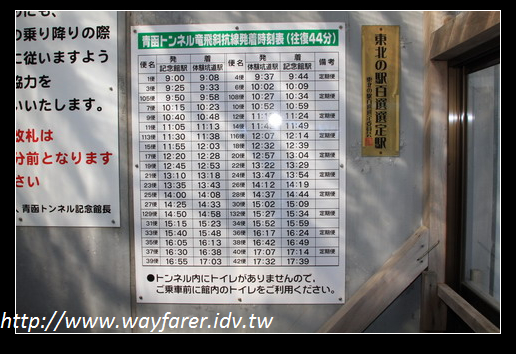 のにも、
の乗り降りの際
に従いますよう
協力を
いいたします。
改札は
分前となります
さい
、青函トンネル記念館長
青函トンネル竜飛斜坑線発着時刻表(往復44分)
便名 発 着 便名 発 着 備考
記念館駅 体験坑道駅 体験坑道駅 記念館駅
1便 9:00 9:08 4便 9:37 9:44 定期便
3便 9:25 9:33 6便 10:02 10:09
105便 9:50 9:58 108便 10:27 10:34 定期便
7便 10:15 10:23 10便 10:52 10:59
9便 10:40 10:48 12便 11:24 定期便
11便 11:05 11:13 14便 11:49
113便 11:30 11:38 116便 12:07 12:14 定期便
15便 11:55 12:03 18便 12:32 12:39
17便 12:20 12:28 20便 12:57 13:04 定期便
19便 12:45 12:53 22便 13:22 13:29
21便 13:10 13:18 24便 13:47 13:54 定期便
23便 13:35 13:43 26便 14:12 14:19
25便 14:00 14:08 28便 14:37 14:44 定期便
27便 14:25 14:33 30便 15:02 15:09
129便 14:50 14:58 132便 15:27 15:34 定期便
31便 15:15 15:23 34便 15:52 15:59
33便 15:40 15:48 36便 16:17 16:24 定期便
35便 16:05 16:13 38便 16:42 16:49
37便 16:30 16:38 40便 17:07 17:14 定期便
39便 16:55 17:03 42便 17:32 17:39
●トンネル内にトイレがありませんので、
ご乗車前に館内のトイレをご利用ください。
東北の駅百選選定駅
http://www.wayfarer.idv.tw